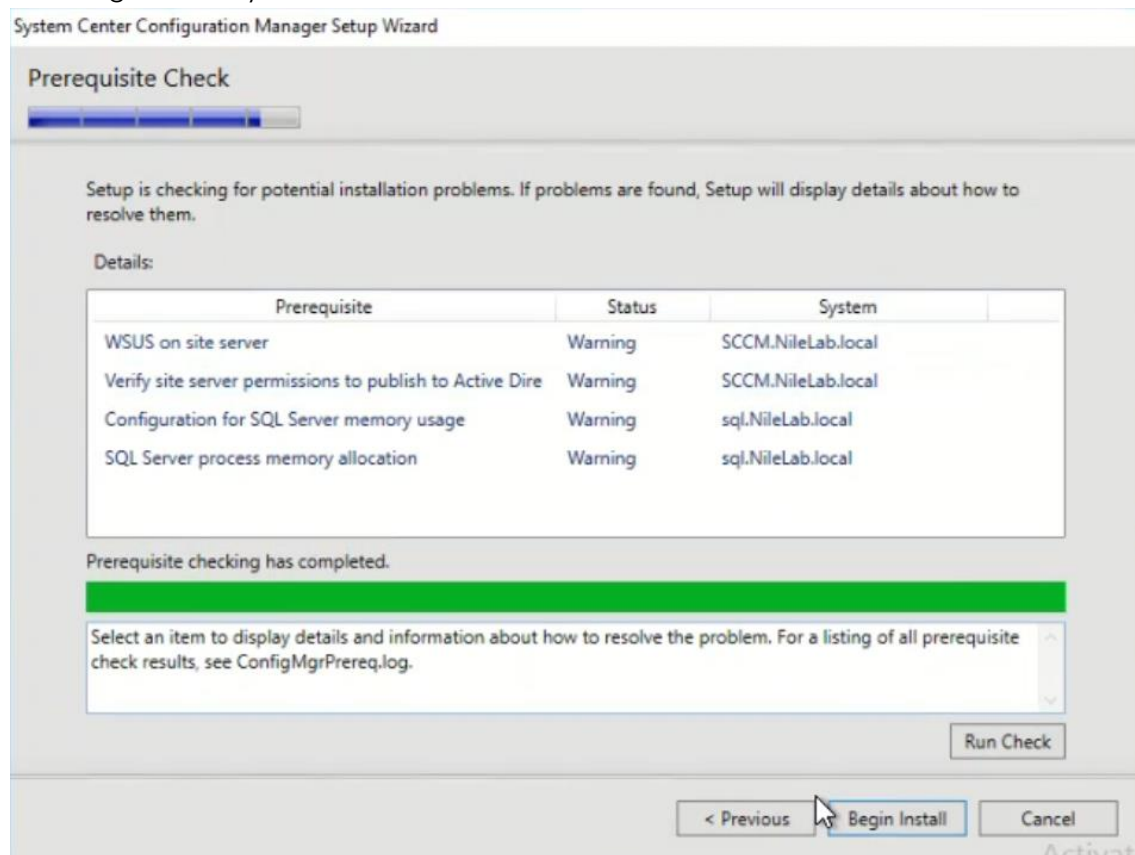 System Center Configuration Manager Setup Wizard
Prerequisite Check
Setup is checking for potential installation problems. If problems are found, Setup will display details about how to
resolve them.
Details:
Prerequisite Status System
WSUS on site server Warning SCCM.NileLab.local
Verify site server permissions to publish to Active Dire Warning SCCM.NileLab.local
Configuration for SQL Server memory usage Warning sql.NileLab.local
SQL Server process memory allocation Warning sql.NileLab.local
Prerequisite checking has completed.
Select an item to display details and information about how to resolve the problem. For a listing of all prerequisite
check results, see ConfigMgrPrereq.log.
Run Check
< Previous Begin Install Cancel